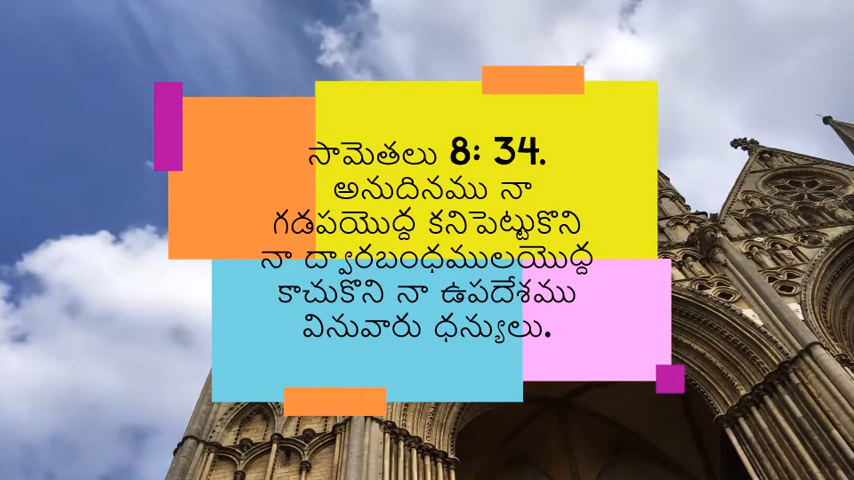 సామెతలు 8: 34.
అనుదినము నా
గడపయొద్ద కనిపెట్టుకొని
నా ద్వారబంధములయొద్ద
కాచుకొని నా ఉపదేశము
వినువారు ధన్యులు.